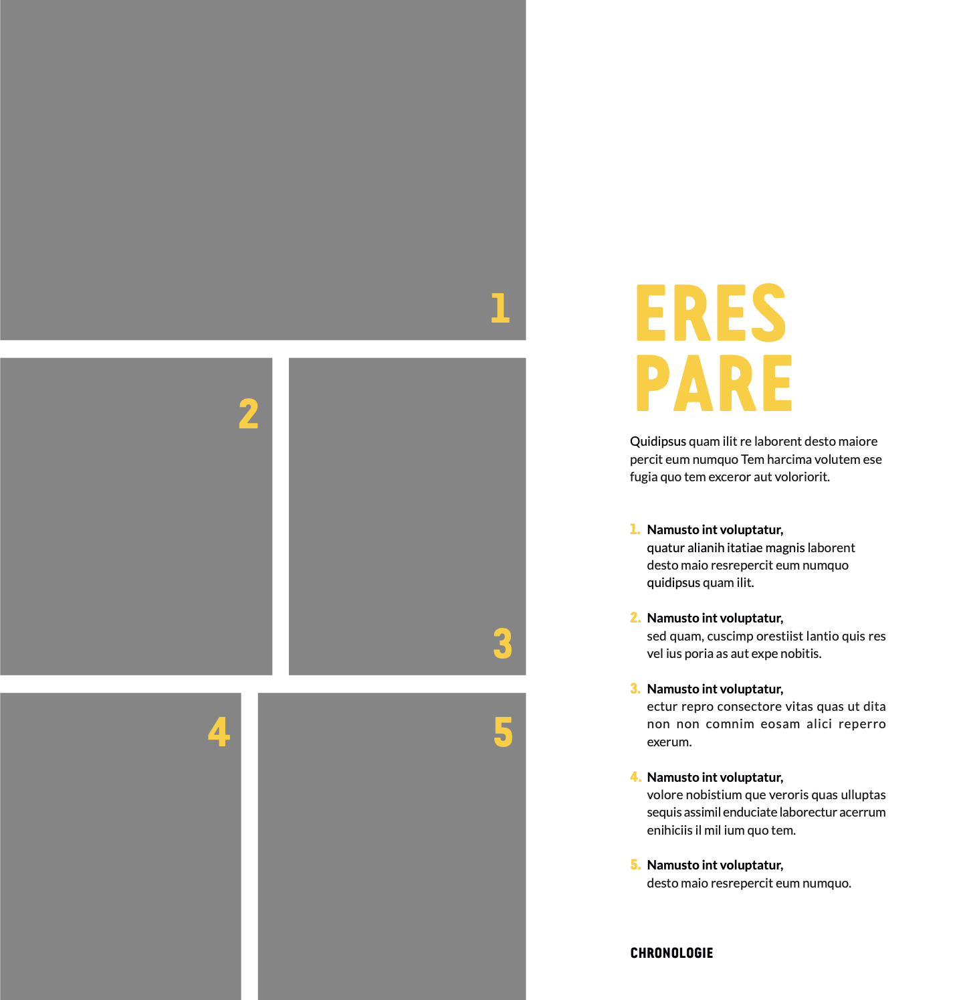 1
2
3
4
5
ERES
PARE
Quidipsus quam ilit re laborent desto maiore
percit eum numquo Tem harcima volutem ese
fugia quo tem exceror aut voloriorit.
1. Namusto int voluptatur,
quatur alianih itatiae magnis laborent
desto maio resrepercit eum numquo
quidipsus quam ilit.
2. Namusto int voluptatur,
sed quam, cuscimp orestiist lantio quis res
vel ius poria as aut expe nobitis.
3. Namusto int voluptatur,
ectur repro consectore vitas quas ut dita
non non comnim eosam alici reperro
exerum.
4. Namusto int voluptatur,
volore nobistium que veroris quas ulluptas
sequis assimil enduciate laborectur acerrum
enihiciis il mil ium quo tem.
5. Namusto int voluptatur,
desto maio resrepercit eum numquo.
CHRONOLOGIE